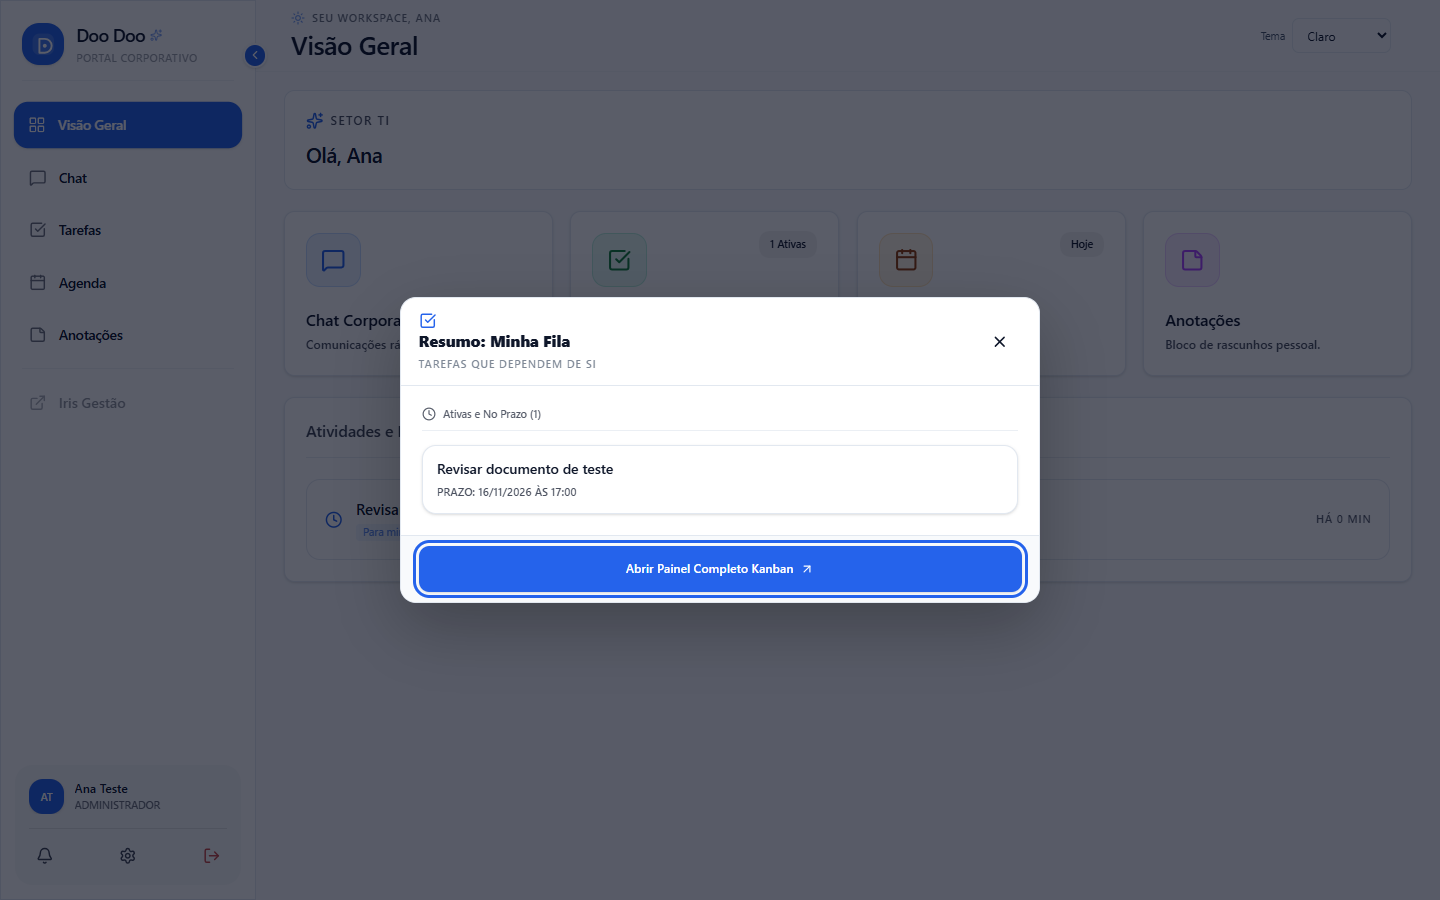 Doo Doo
PORTAL CORPORATIVO
Visão Geral
Chat
Tarefas
Agenda
Anotações
Iris Gestão
AT
Ana Teste
ADMINISTRADOR
SEU WORKSPACE, ANA
Visão Geral
Tema
Claro
SETOR TI
Olá, Ana
Chat Corpora
Comunicações rá
1 Ativas
Hoje
Anotações
Bloco de rascunhos pessoal.
Atividades e
Revisa
Para mi
HÁ 0 MIN
Resumo: Minha Fila
TAREFAS QUE DEPENDEM DE SI
Ativas e No Prazo (1)
Revisar documento de teste
PRAZO: 16/11/2026 ÀS 17:00
Abrir Painel Completo Kanban